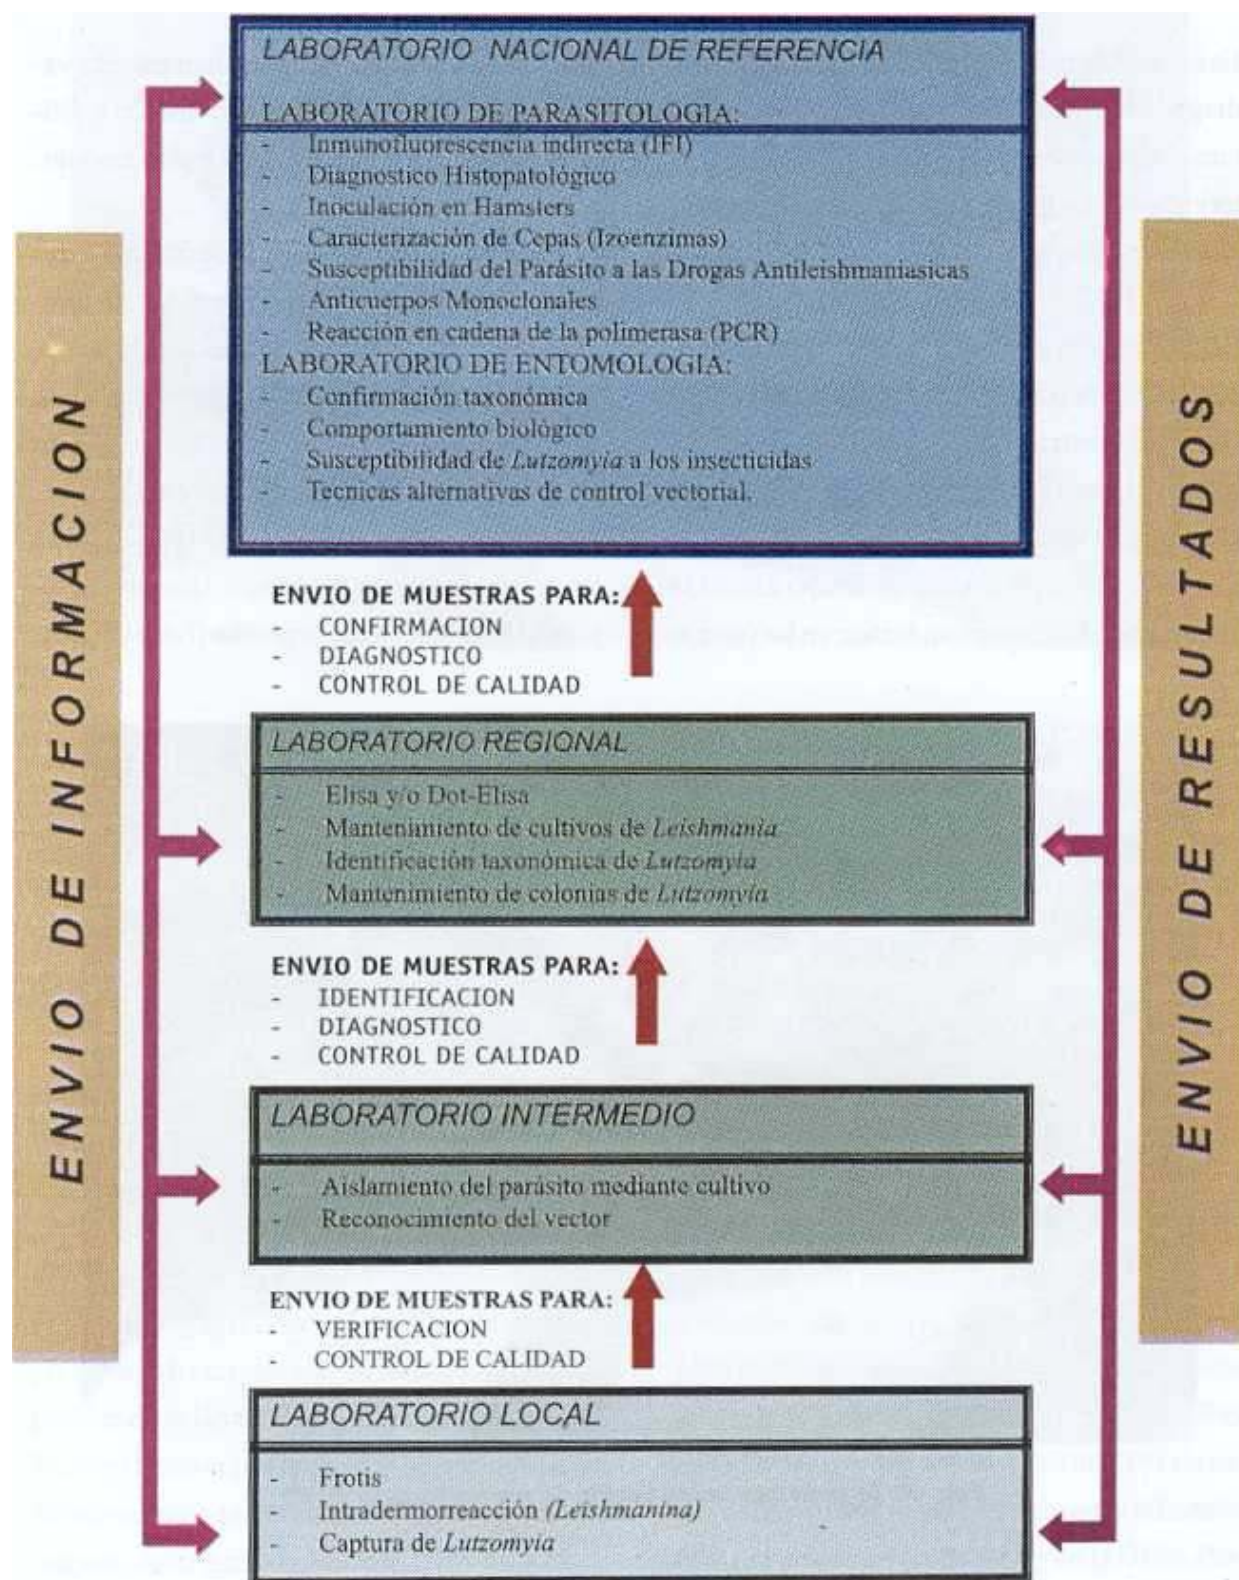 LABORATORIO NACIONAL DE REFERENCIA
LABORATORIO DE PARASITOLOGIA:
- Inmunofluorescencia indirecta (IFI)
- Diagnostico Histopatológico
- Inoculación en Hamsters
- Caracterización de Cepas (Izoenzimas)
- Susceptibilidad del Parásito a las Drogas Antileishmaniasicas
- Anticuerpos Monoclonales
- Reacción en cadena de la polimerasa (PCR)
LABORATORIO DE ENTOMOLOGIA:
- Confirmación taxonómica
- Comportamiento biológico
- Susceptibilidad de Lutzomyia a los insecticidas
- Tecnicas alternativas de control vectorial.
ENVIO DE INFORMACION
ENVIO DE RESULTADOS
ENVIO DE MUESTRAS PARA:
- CONFIRMACION
- DIAGNOSTICO
- CONTROL DE CALIDAD
LABORATORIO REGIONAL
- Elisa y/o Dot-Elisa
- Mantenimiento de cultivos de Leishmania
- Identificación taxonómica de Lutzomyia
- Mantenimiento de colonias de Lutzomyia
ENVIO DE MUESTRAS PARA:
- IDENTIFICACION
- DIAGNOSTICO
- CONTROL DE CALIDAD
LABORATORIO INTERMEDIO
- Aislamiento del parásito mediante cultivo
- Reconocimiento del vector
ENVIO DE MUESTRAS PARA:
- VERIFICACION
- CONTROL DE CALIDAD
LABORATORIO LOCAL
- Frotis
- Intradermorreacción (Leishmanina)
- Captura de Lutzomyia